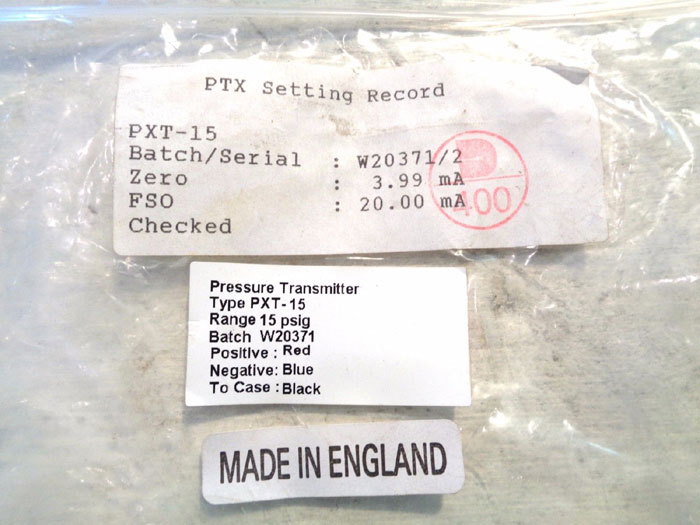 PTX Setting Record
PXT-15
Batch/Serial : W20371/2
Zero : 3.99 mA
FSO : 20.00 mA
Checked
D
400
Pressure Transmitter
Type PXT-15
Range 15 psig
Batch W20371
Positive : Red
Negative: Blue
To Case : Black
MADE IN ENGLAND